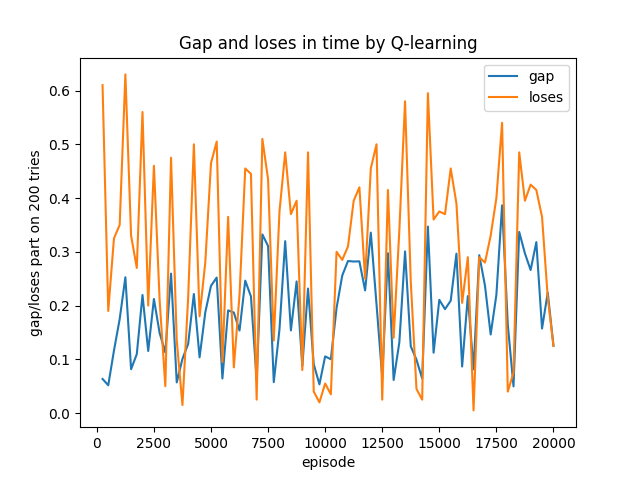 Gap and loses in time by Q-learning
gap
loses
gap/loses part on 200 tries
0.6
0.5
0.4
0.3
0.2
0.1
0.0
0 2500 5000 7500 10000 12500 15000 17500 20000
episode